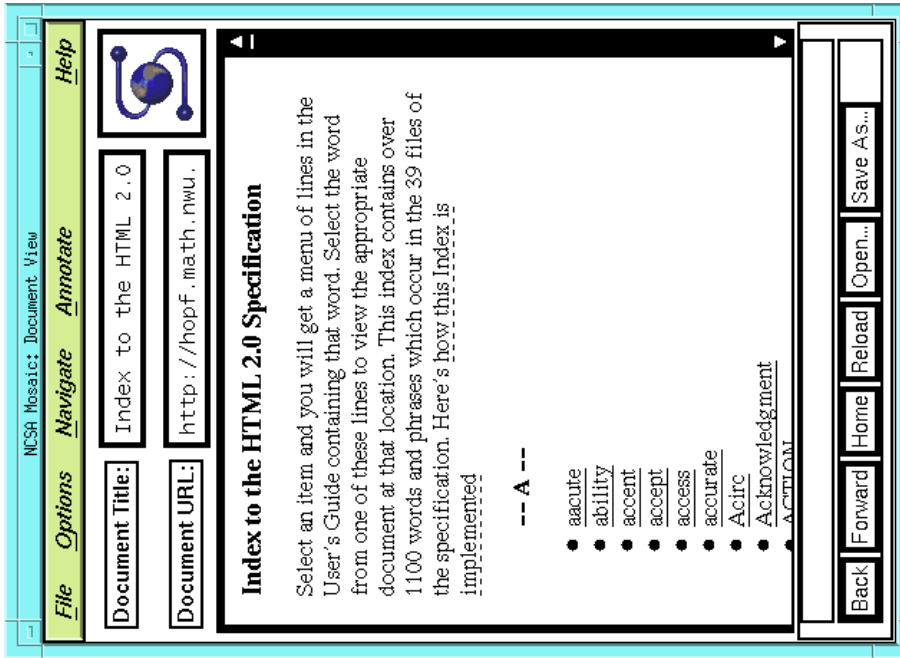 NCSA Mosaic: Document View
File Options Navigate Annotate Help
Document Title: Index to the HTML 2.0
Document URL: http://hopf.math.nwu.
Index to the HTML 2.0 Specification
Select an item and you will get a menu of lines in the
User's Guide containing that word. Select the word
from one of these lines to view the appropriate
document at that location. This index contains over
1100 words and phrases which occur in the 39 files of
the specification. Here's how this Index is
implemented
-- A --
aacute
ability
accent
accept
access
accurate
Acirc
Acknowledgment
ACTION
Back Forward Home Reload Open... Save As...